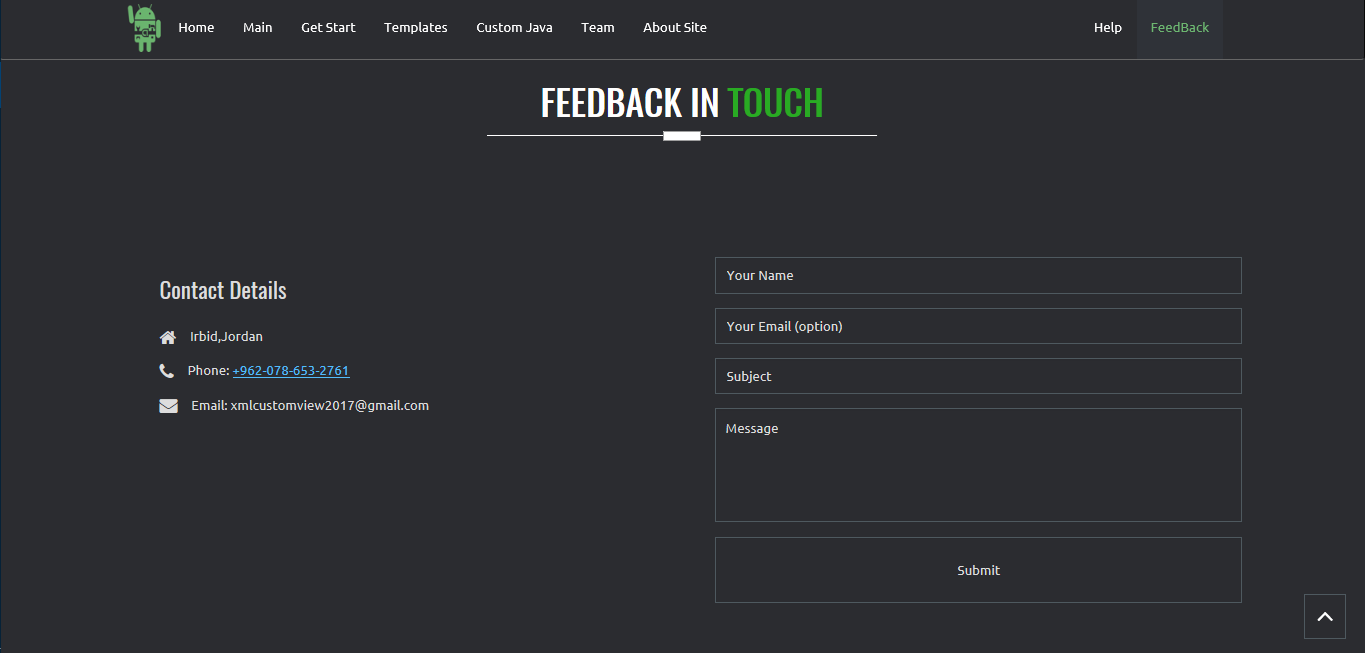 Home Main Get Start Templates Custom Java Team About Site Help FeedBack
FEEDBACK IN TOUCH
Contact Details
Irbid,Jordan
Phone: +962-078-653-2761
Email: xmlcustomview2017@gmail.com
Your Name
Your Email (option)
Subject
Message
Submit